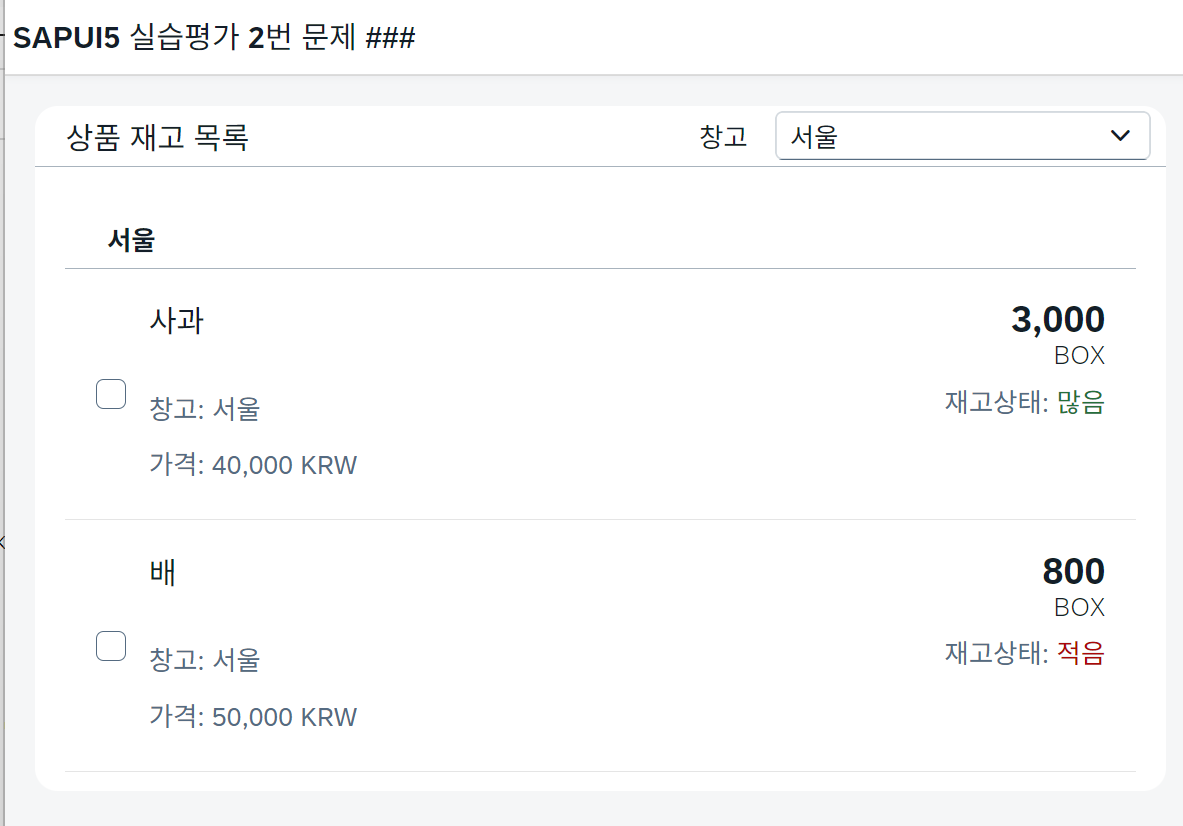 SAPUI5 실습평가 2번 문제 ###
상품 재고 목록 창고 서울
서울
사과 3,000
BOX
창고: 서울 재고상태: 많음
가격: 40,000 KRW
배 800
BOX
창고: 서울 재고상태: 적음
가격: 50,000 KRW